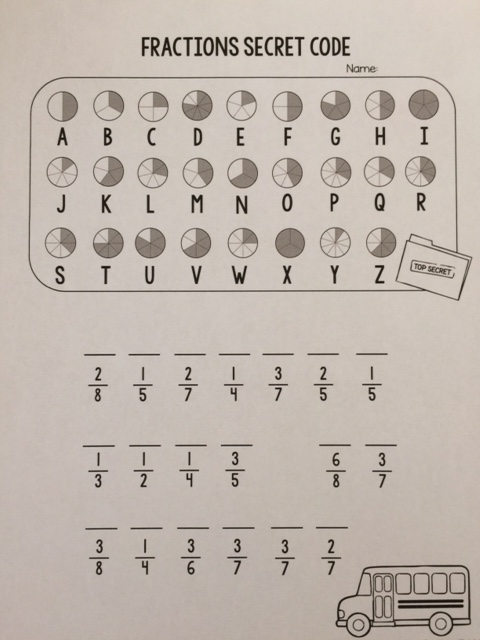 FRACTIONS SECRET CODE
Name:
A B C D E F G H I
J K L M N O P Q R
S T U V W X Y Z
TOP SECRET
2/8 1/5 2/7 1/4 3/7 2/5 1/5
1/3 1/2 1/4 3/5 6/8 3/7
3/8 1/4 3/6 3/7 3/7 2/7